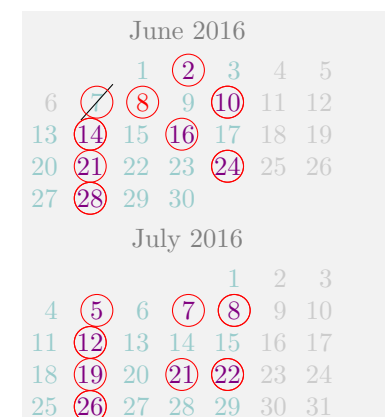 June 2016
1 2 3 4 5
6 7 8 9 10 11 12
13 14 15 16 17 18 19
20 21 22 23 24 25 26
27 28 29 30
July 2016
1 2 3
4 5 6 7 8 9 10
11 12 13 14 15 16 17
18 19 20 21 22 23 24
25 26 27 28 29 30 31